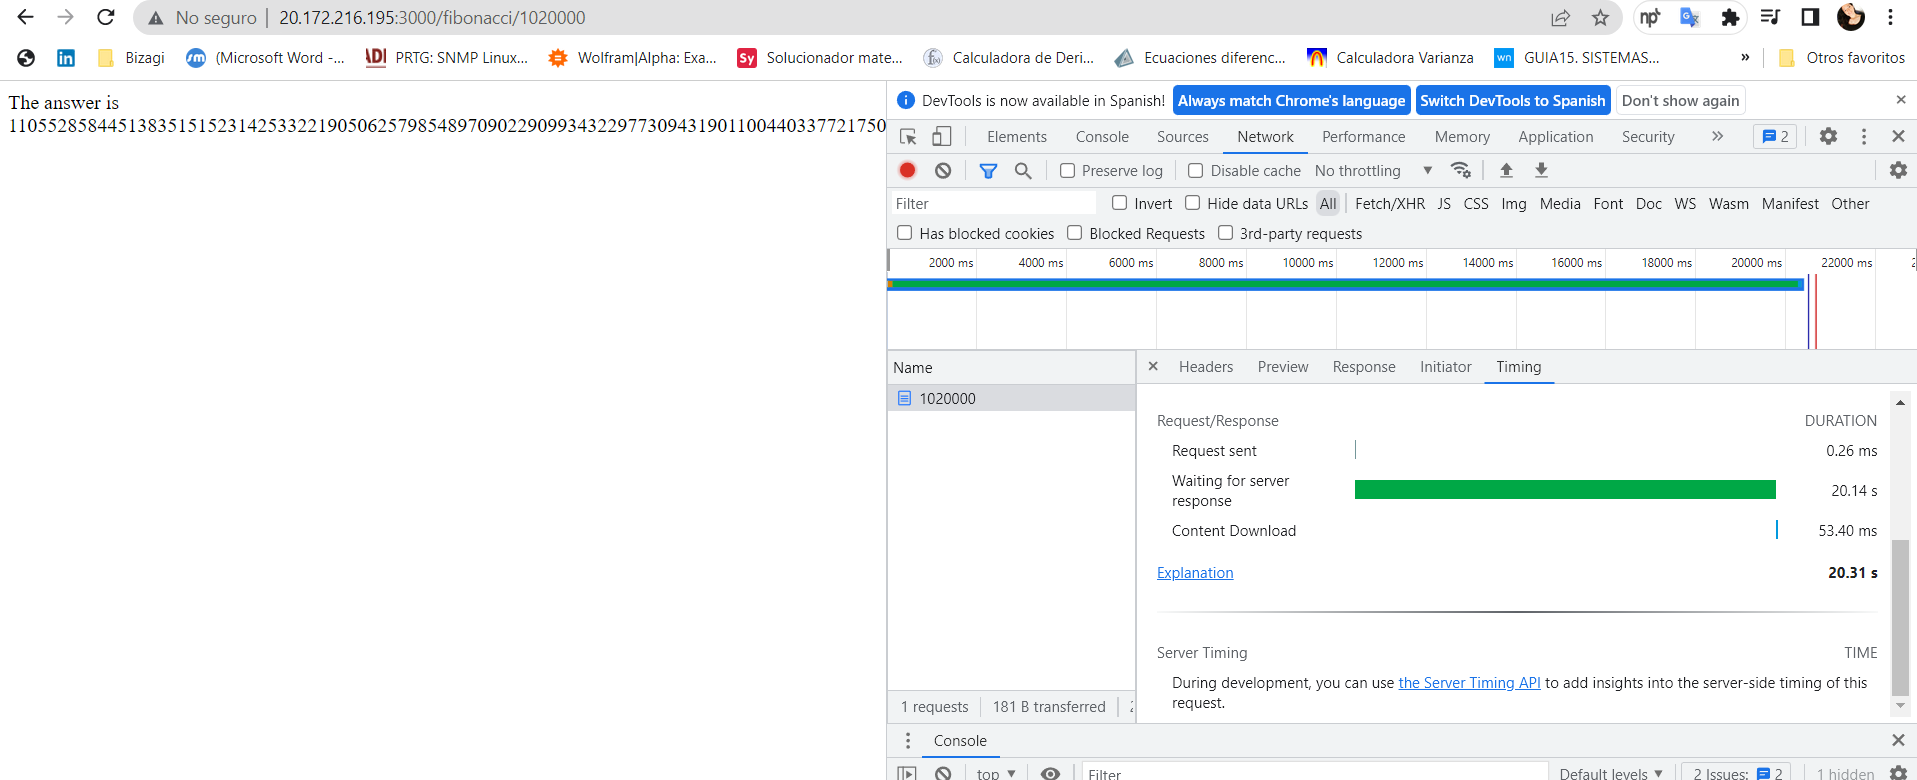 No seguro | 20.172.216.195:3000/fibonacci/1020000
Bizagi (Microsoft Word -... PRTG: SNMP Linux... Wolfram|Alpha: Exa... Sy Solucionador mate... Calculadora de Deri... Ecuaciones diferenc... Calculadora Varianza wn GUIA15. SISTEMAS... » Otros favoritos
The answer is
DevTools is now available in Spanish! Always match Chrome's language Switch DevTools to Spanish Don't show again
Elements Console Sources Network Performance Memory Application Security » 2
Preserve log Disable cache No throttling
Filter Invert Hide data URLs All Fetch/XHR JS CSS Img Media Font Doc WS Wasm Manifest Other
Has blocked cookies Blocked Requests 3rd-party requests
2000 ms 4000 ms 6000 ms 8000 ms 10000 ms 12000 ms 14000 ms 16000 ms 18000 ms 20000 ms 22000 ms
Name
1020000
1 requests 181 B transferred
Headers Preview Response Initiator Timing
Request/Response DURATION
Request sent 0.26 ms
Waiting for server
response 20.14 s
Content Download 53.40 ms
Explanation 20.31 s
Server Timing TIME
During development, you can use the Server Timing API to add insights into the server-side timing of this
request.
Console
top Filter Default levels 2 Issues: 2 1 hidden